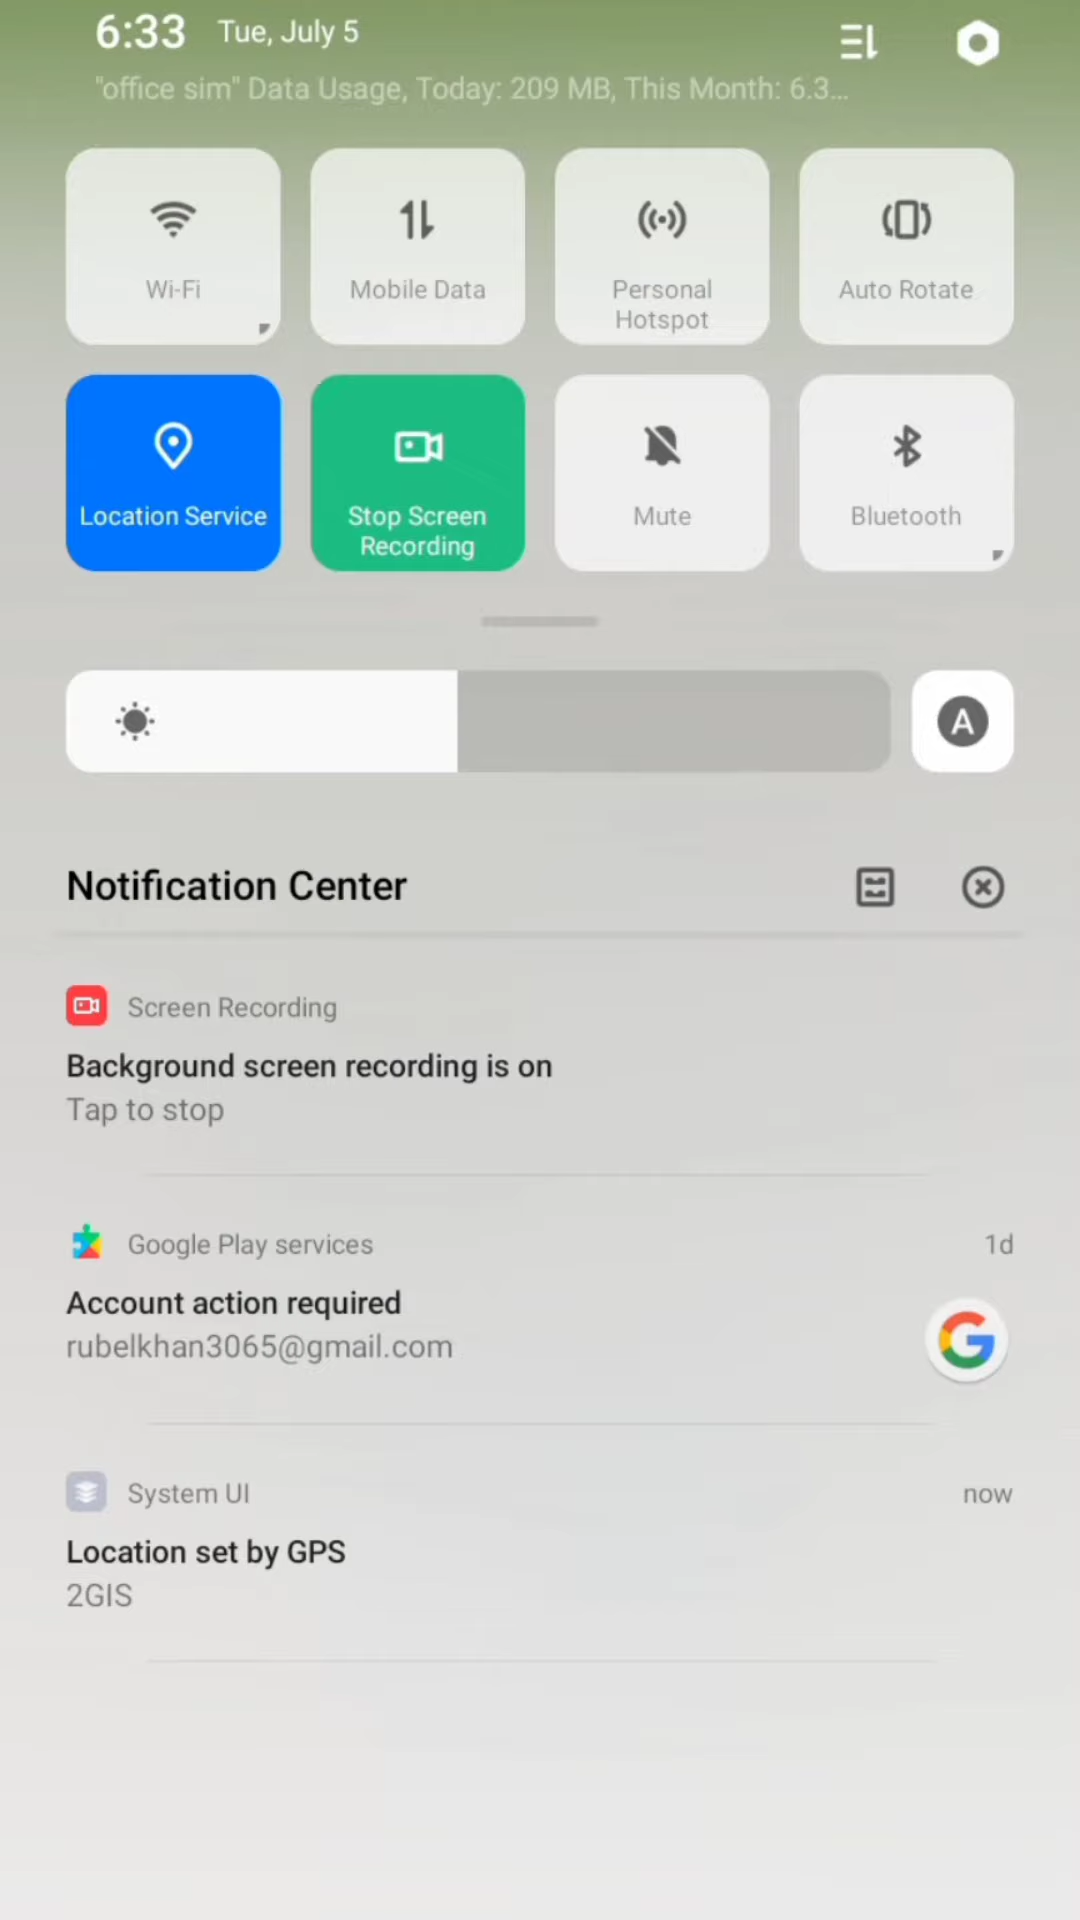 6:33 Tue, July 5
"office sim" Data Usage, Today: 209 MB, This Month: 6.3...
Wi-Fi
Mobile Data
Personal
Hotspot
Auto Rotate
Location Service
Stop Screen
Recording
Mute
Bluetooth
A
Notification Center
Screen Recording
Background screen recording is on
Tap to stop
Google Play services 1d
Account action required
rubelkhan3065@gmail.com
G
System UI now
Location set by GPS
2GIS